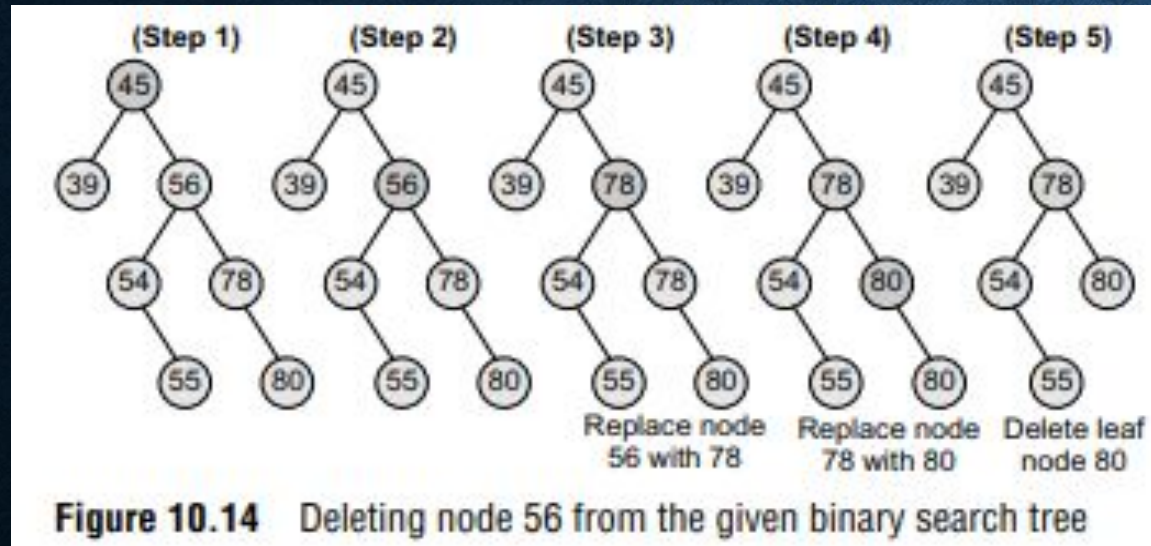 (Step 1) (Step 2) (Step 3) (Step 4) (Step 5)
45 45 45 45 45
39 56 39 56 39 78 39 78 39 78
54 78 54 78 54 78 54 80 54 80
55 80 55 80 55 80 55 80 55
Replace node Replace node Delete leaf
56 with 78 78 with 80 node 80
Figure 10.14 Deleting node 56 from the given binary search tree